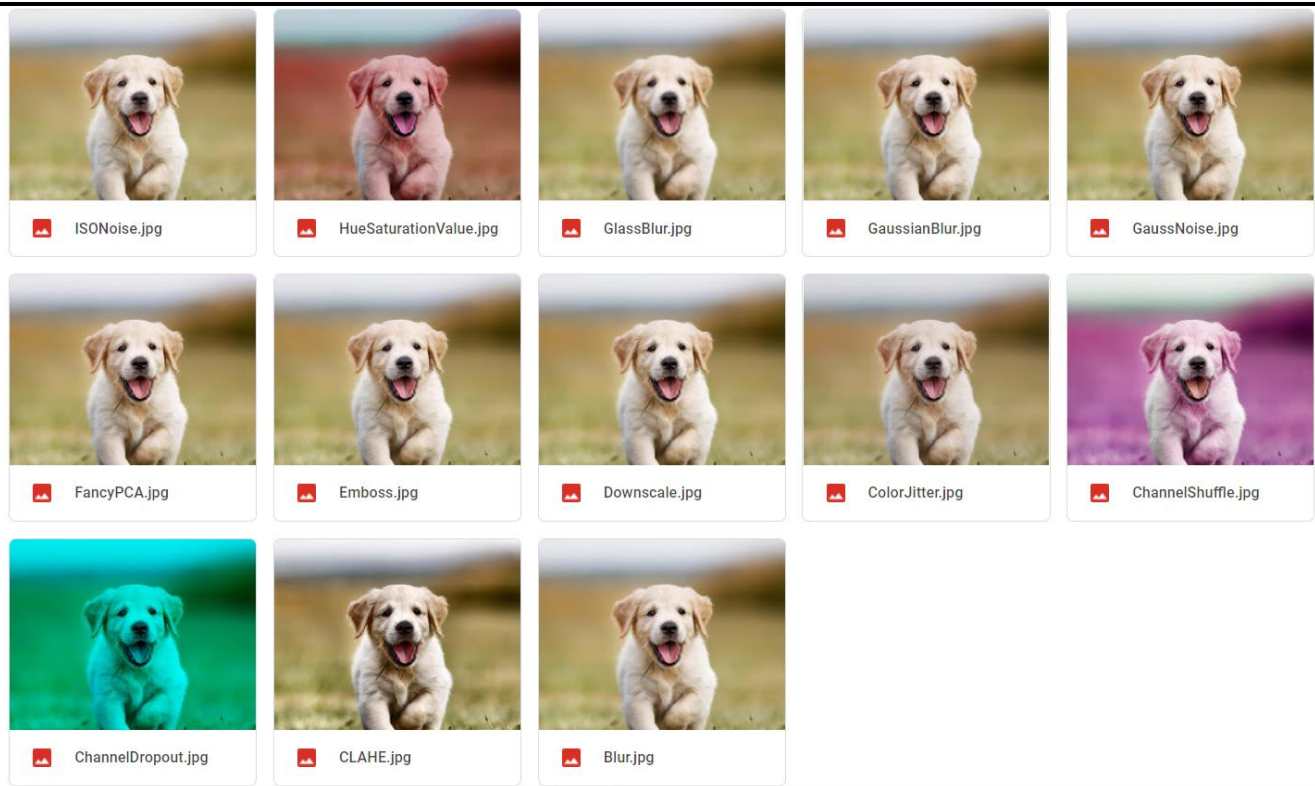 ISONoise.jpg
HueSaturationValue.jpg
GlassBlur.jpg
GaussianBlur.jpg
GaussNoise.jpg
FancyPCA.jpg
Emboss.jpg
Downscale.jpg
ColorJitter.jpg
ChannelShuffle.jpg
ChannelDropout.jpg
CLAHE.jpg
Blur.jpg